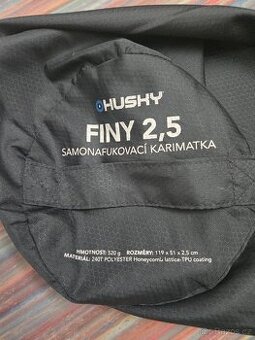 HUSKY
FINY 2,5
SAMONAFUKOVACÍ KARIMATKA
HMOTNOST: 520 g ROZMĚRY: 119 x 51 x 2,5 cm
MATERIÁL: 240T POLYESTER Honeycomb lattice TPU coating